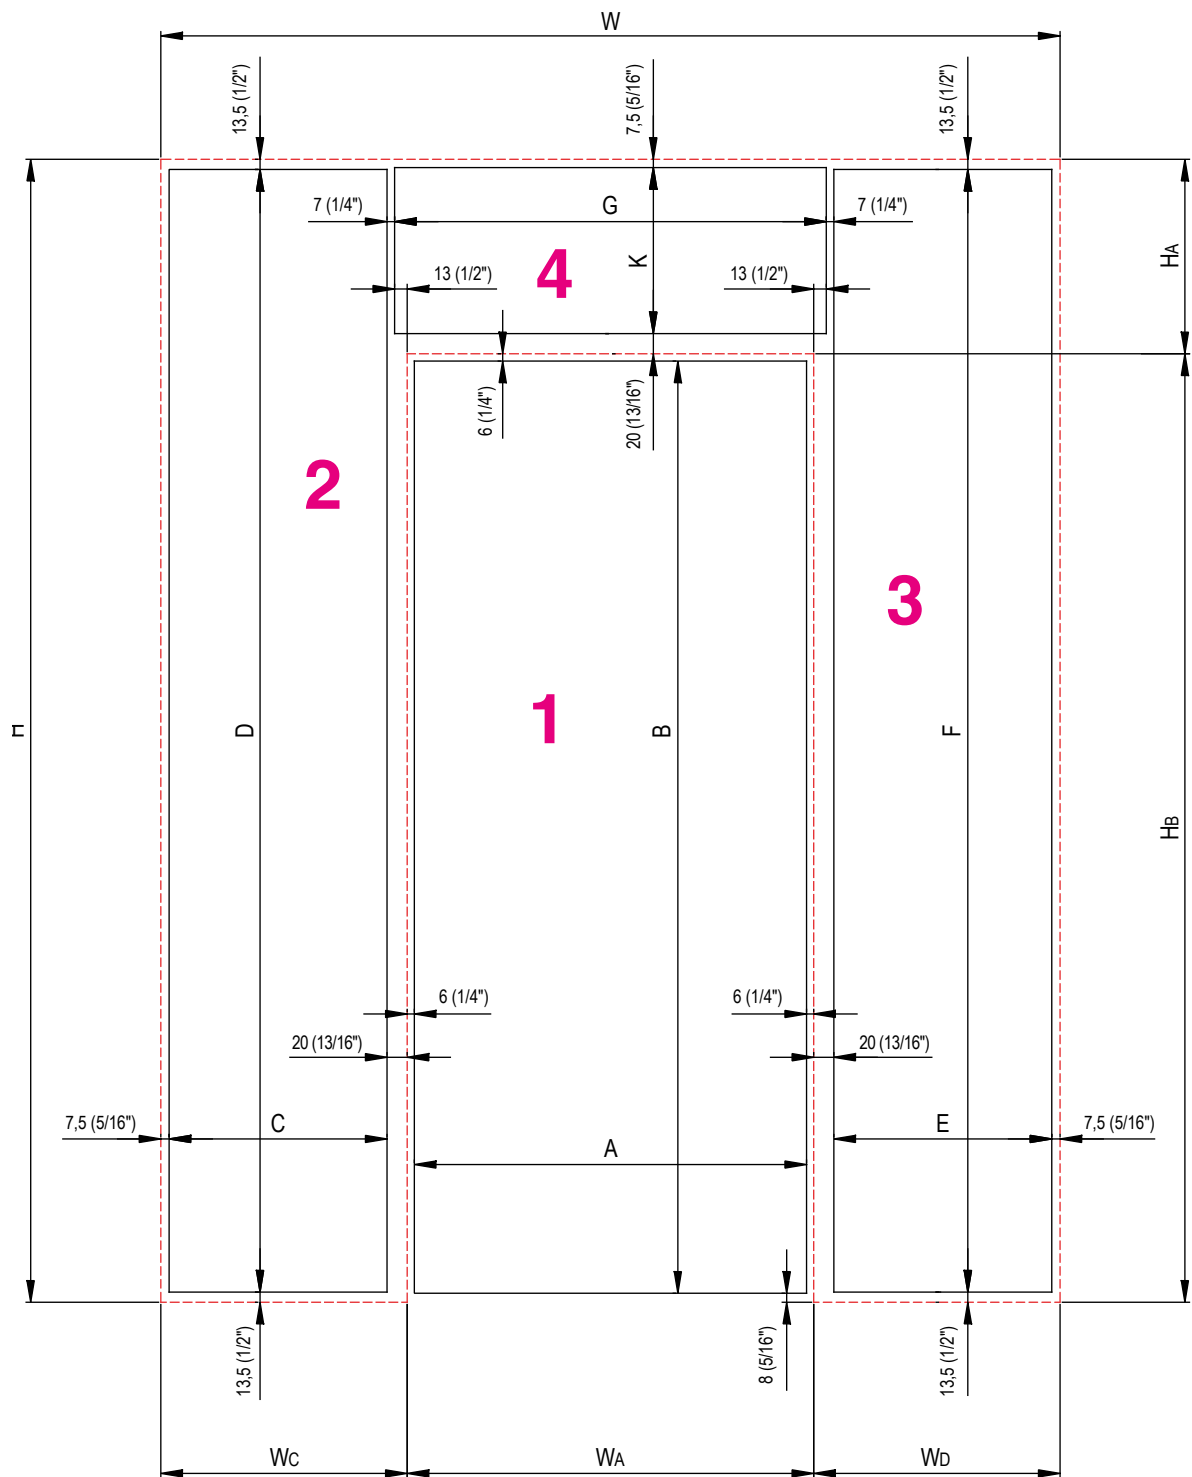 W
13,5 (1/2")
7,5 (5/16")
13,5 (1/2")
7 (1/4")
G
7 (1/4")
K
HA
13 (1/2")
4
13 (1/2")
6 (1/4")
20 (13/16")
2
3
1
H
D
B
F
HB
6 (1/4")
6 (1/4")
20 (13/16")
20 (13/16")
7,5 (5/16")
C
A
E
7,5 (5/16")
13,5 (1/2")
8 (5/16")
13,5 (1/2")
WC
WA
WD